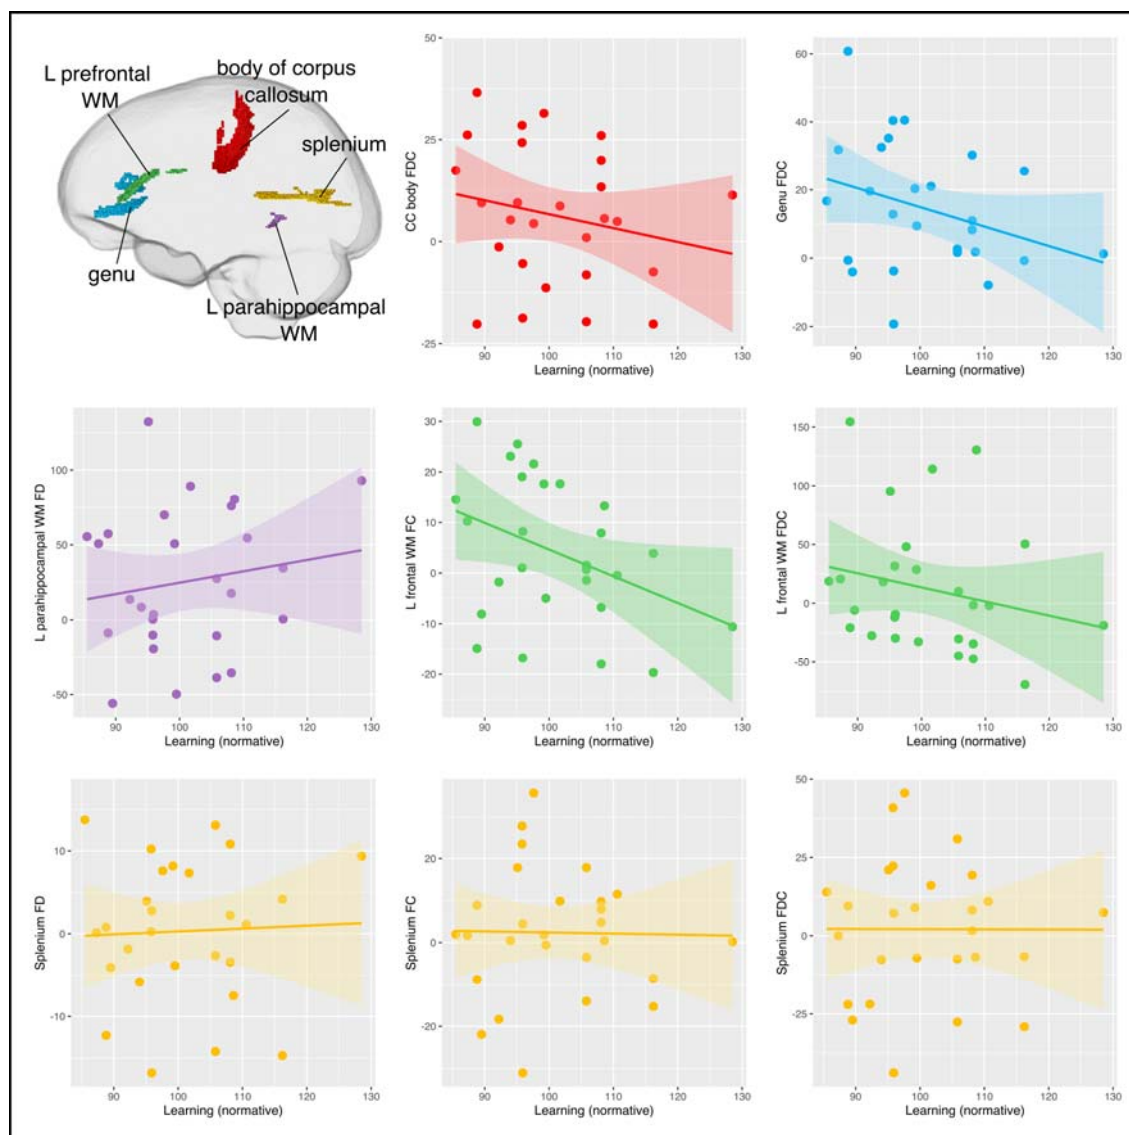 L prefrontal
WM
body of corpus
callosum
splenium
genu
L parahippocampal
WM
50
25
0
-25
CC body FDC
90 100 110 120 130
Learning (normative)
60
40
20
0
-20
Genu FDC
90 100 110 120 130
Learning (normative)
100
50
0
-50
L parahippocampal WM FD
90 100 110 120 130
Learning (normative)
30
20
10
0
-10
-20
L frontal WM FC
90 100 110 120 130
Learning (normative)
150
100
50
0
-50
L frontal WM FDC
90 100 110 120 130
Learning (normative)
10
0
-10
Splenium FD
90 100 110 120 130
Learning (normative)
20
0
-20
Splenium FC
90 100 110 120 130
Learning (normative)
50
25
0
-25
Splenium FDC
90 100 110 120 130
Learning (normative)